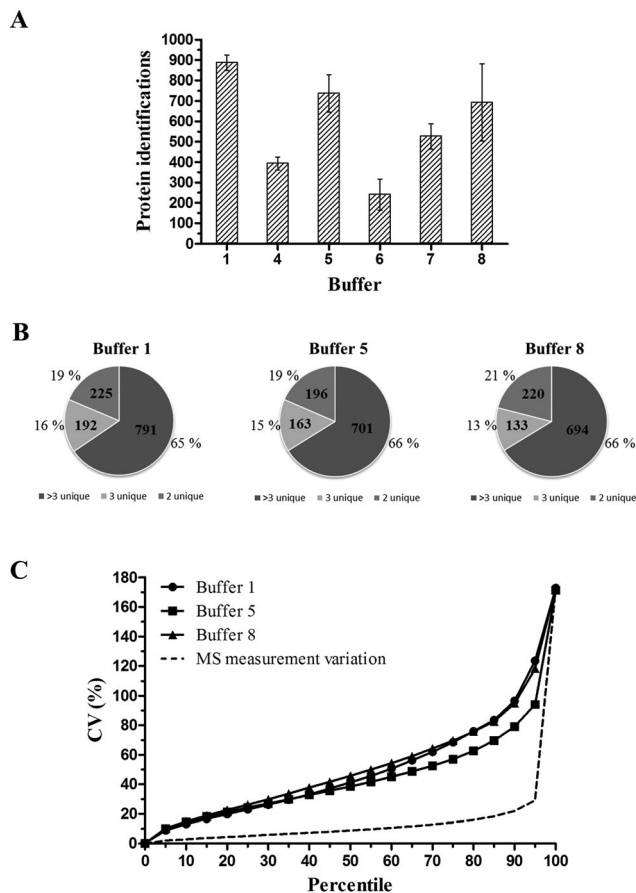 A
1000
900
800
700
600
500
400
300
200
100
0
Protein identifications
1 4 5 6 7 8
Buffer
B
Buffer 1
19 %
225
16 %
192
791
65 %
■ >3 unique ■ 3 unique ■ 2 unique
Buffer 5
19 %
196
15 %
163
701
66 %
■ >3 unique ■ 3 unique ■ 2 unique
Buffer 8
21 %
220
13 %
133
694
66 %
■ >3 unique ■ 3 unique ■ 2 unique
C
180
160
140
120
100
80
60
40
20
0
CV (%)
Buffer 1
Buffer 5
Buffer 8
MS measurement variation
0 10 20 30 40 50 60 70 80 90 100
Percentile